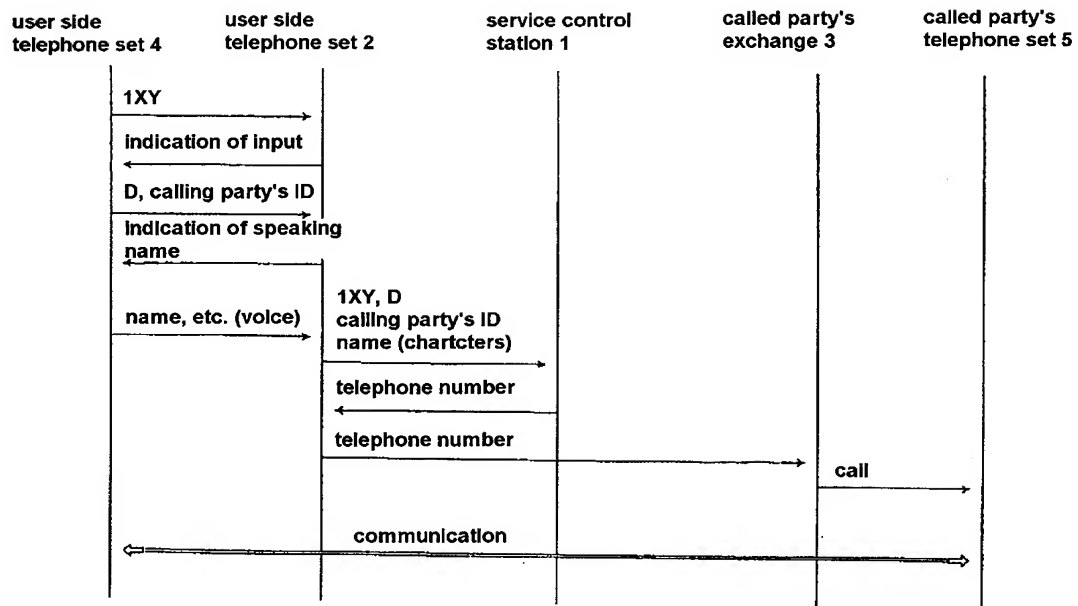 user side
telephone set 4
user side
telephone set 2
service control
station 1
called party's
exchange 3
called party's
telephone set 5
1XY
indication of input
D, calling party's ID
indication of speaking
name
name, etc. (voice)
1XY, D
calling party's ID
name (chartcters)
telephone number
telephone number
call
communication